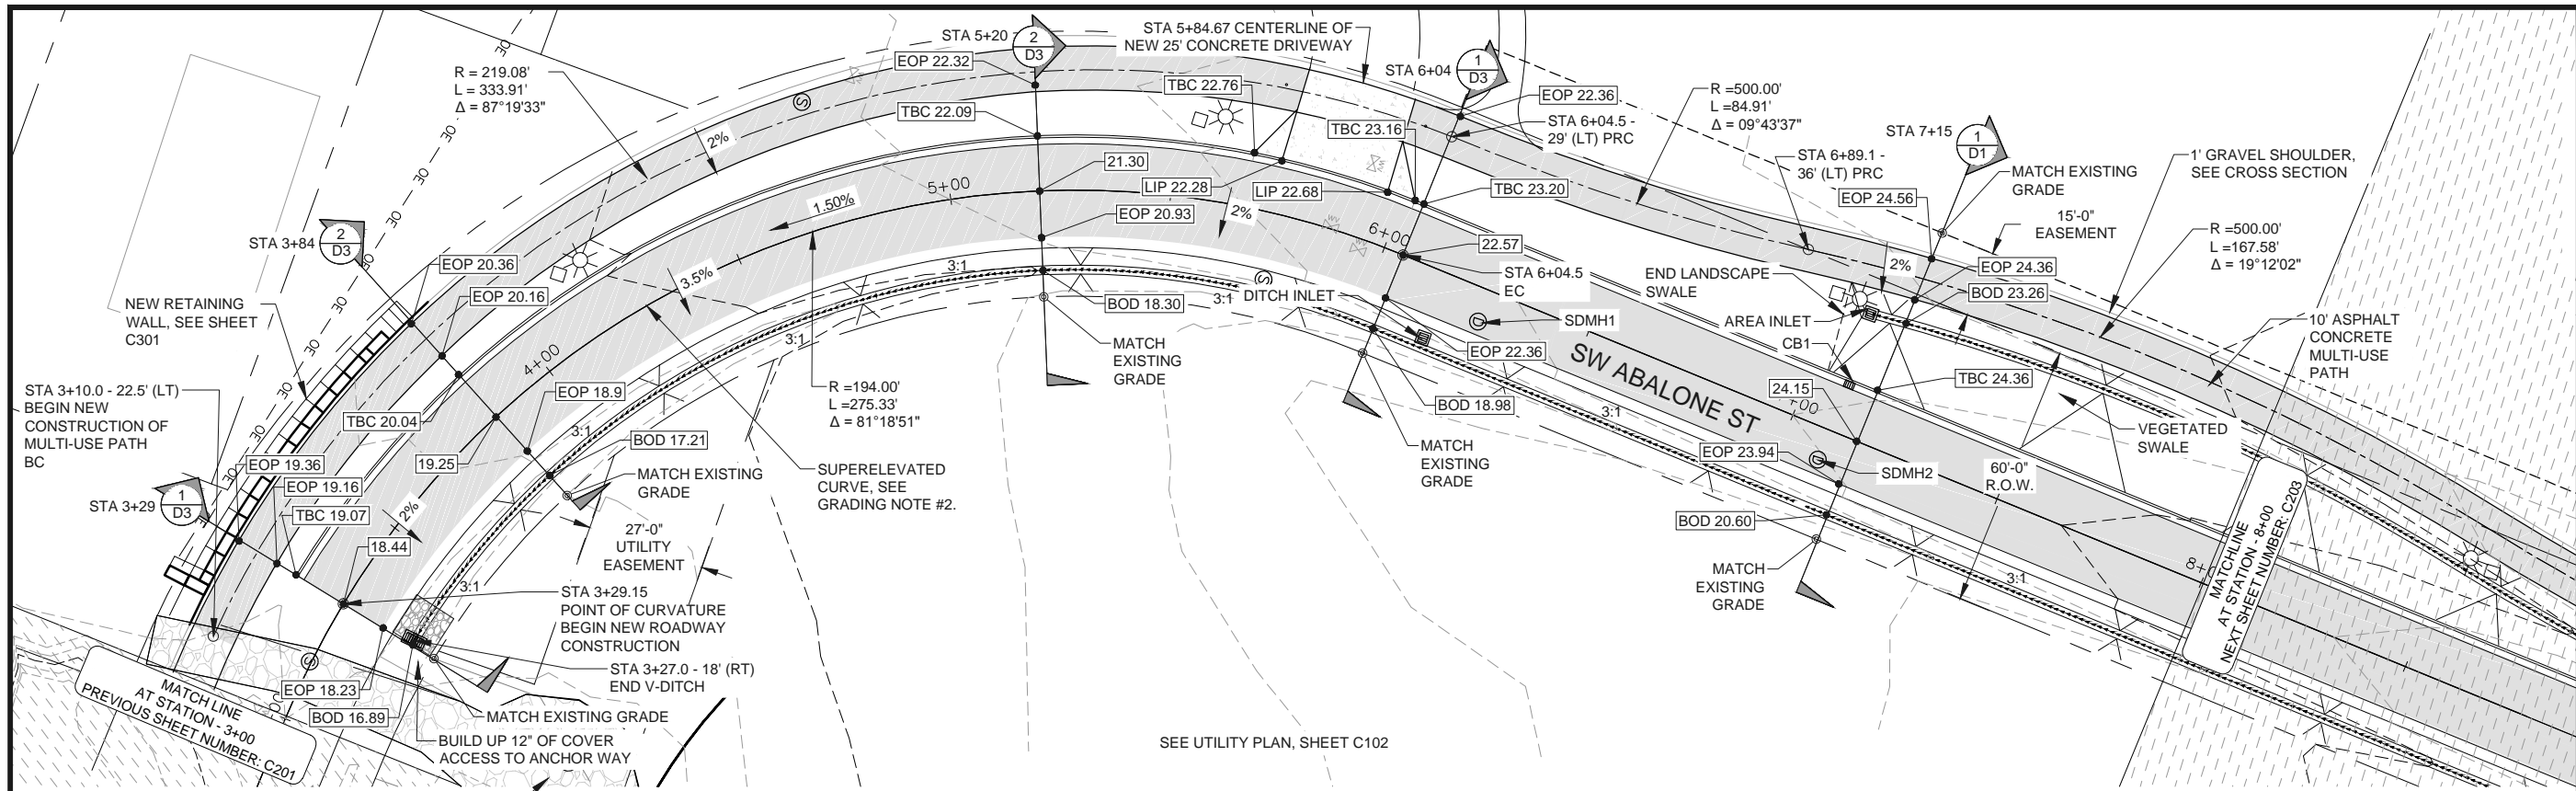 STA 5+20
2
D3
EOP 22.32
STA 5+84.67 CENTERLINE OF
NEW 25' CONCRETE DRIVEWAY
STA 6+04
1
D3
R = 219.08'
L = 333.91'
Δ = 87°19'33"
TBC 22.76
TBC 22.09
EOP 22.36
R =500.00'
L =84.91'
Δ = 09°43'37"
TBC 23.16
STA 6+04.5 -
29' (LT) PRC
STA 7+15
1
D1
2%
21.30
5+00
LIP 22.28
LIP 22.68
TBC 23.20
STA 6+89.1 -
36' (LT) PRC
MATCH EXISTING
GRADE
1' GRAVEL SHOULDER,
SEE CROSS SECTION
EOP 24.56
15'-0"
EASEMENT
1.50%
EOP 20.93
2%
6+00
22.57
R =500.00'
L =167.58'
Δ = 19°12'02"
STA 3+84
2
D3
EOP 20.36
3.5%
3:1
S
STA 6+04.5
EC
END LANDSCAPE
SWALE
2%
EOP 24.36
EOP 20.16
BOD 18.30
3:1
DITCH INLET
BOD 23.26
NEW RETAINING
WALL, SEE SHEET
C301
SDMH1
AREA INLET
CB1
10' ASPHALT
CONCRETE
MULTI-USE
PATH
3:1
MATCH
EXISTING
GRADE
EOP 22.36
SW ABALONE ST
TBC 24.36
4+00
EOP 18.9
R =194.00'
L =275.33'
Δ = 81°18'51"
24.15
+00
STA 3+10.0 - 22.5' (LT)
BEGIN NEW
CONSTRUCTION OF
MULTI-USE PATH
BC
TBC 20.04
BOD 18.98
3:1
VEGETATED
SWALE
3:1
BOD 17.21
MATCH
EXISTING
GRADE
EOP 23.94
SDMH2
60'-0"
R.O.W.
EOP 19.36
19.25
MATCH EXISTING
GRADE
SUPERELEVATED
CURVE, SEE
GRADING NOTE #2.
EOP 19.16
STA 3+29
1
D3
TBC 19.07
2%
BOD 20.60
27'-0"
UTILITY
EASEMENT
18.44
MATCHLINE
AT STATION - 8+00
NEXT SHEET NUMBER: C203
8+
3:1
3:1
STA 3+29.15
POINT OF CURVATURE
BEGIN NEW ROADWAY
CONSTRUCTION
MATCH
EXISTING
GRADE
S
STA 3+27.0 - 18' (RT)
END V-DITCH
EOP 18.23
MATCH LINE
AT STATION - 3+00
PREVIOUS SHEET NUMBER: C201
BOD 16.89
MATCH EXISTING GRADE
BUILD UP 12" OF COVER
ACCESS TO ANCHOR WAY
SEE UTILITY PLAN, SHEET C102
30
30
30
30
30
30
30
30
30
30
S
D
D